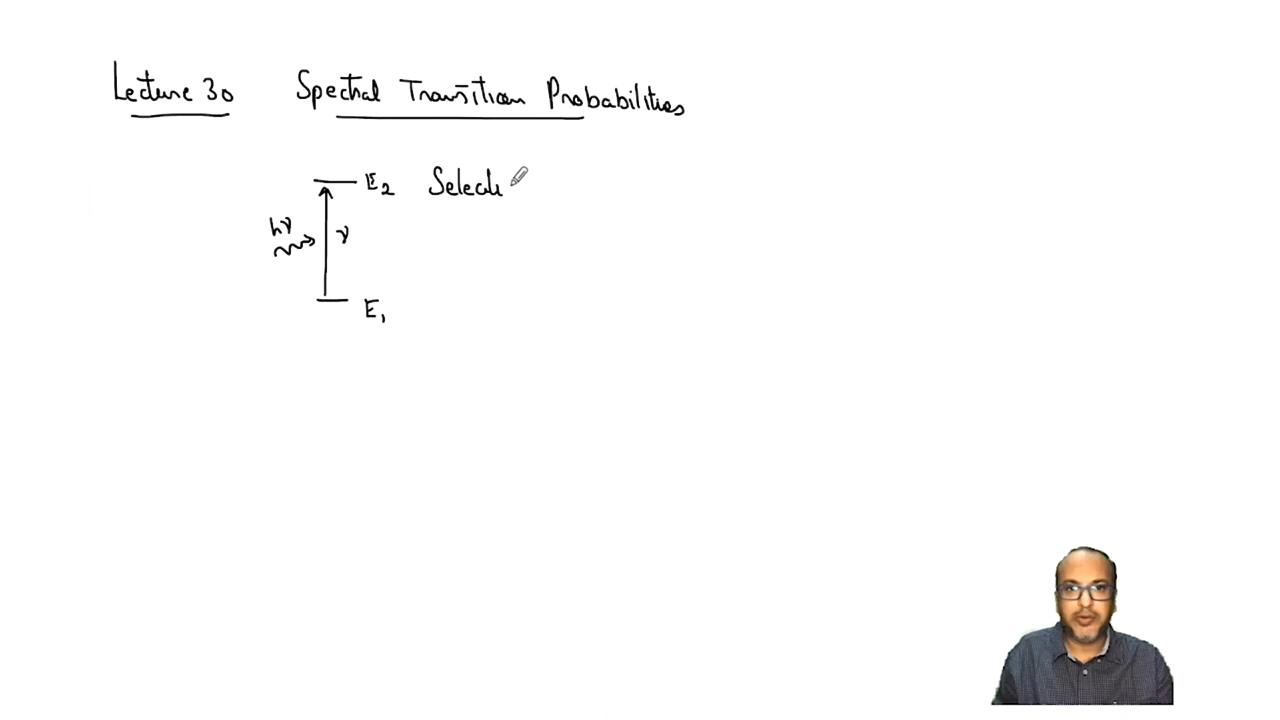 Lecture 30 Spectral Transition Probabilities
E₂ Selecti
hν
ν
E₁